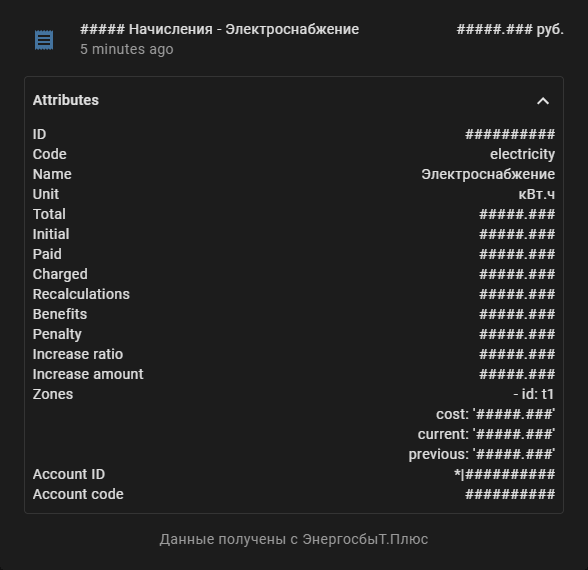 ##### Начисления - Электроснабжение #####.### руб.
5 minutes ago
Attributes
ID ##########
Code electricity
Name Электроснабжение
Unit кВт.ч
Total #####.###
Initial #####.###
Paid #####.###
Charged #####.###
Recalculations #####.###
Benefits #####.###
Penalty #####.###
Increase ratio #####.###
Increase amount #####.###
Zones - id: t1
cost: '#####.###'
current: '#####.###'
previous: '#####.###'
Account ID *|##########
Account code ##########
Данные получены с ЭнергосбыТ.Плюс